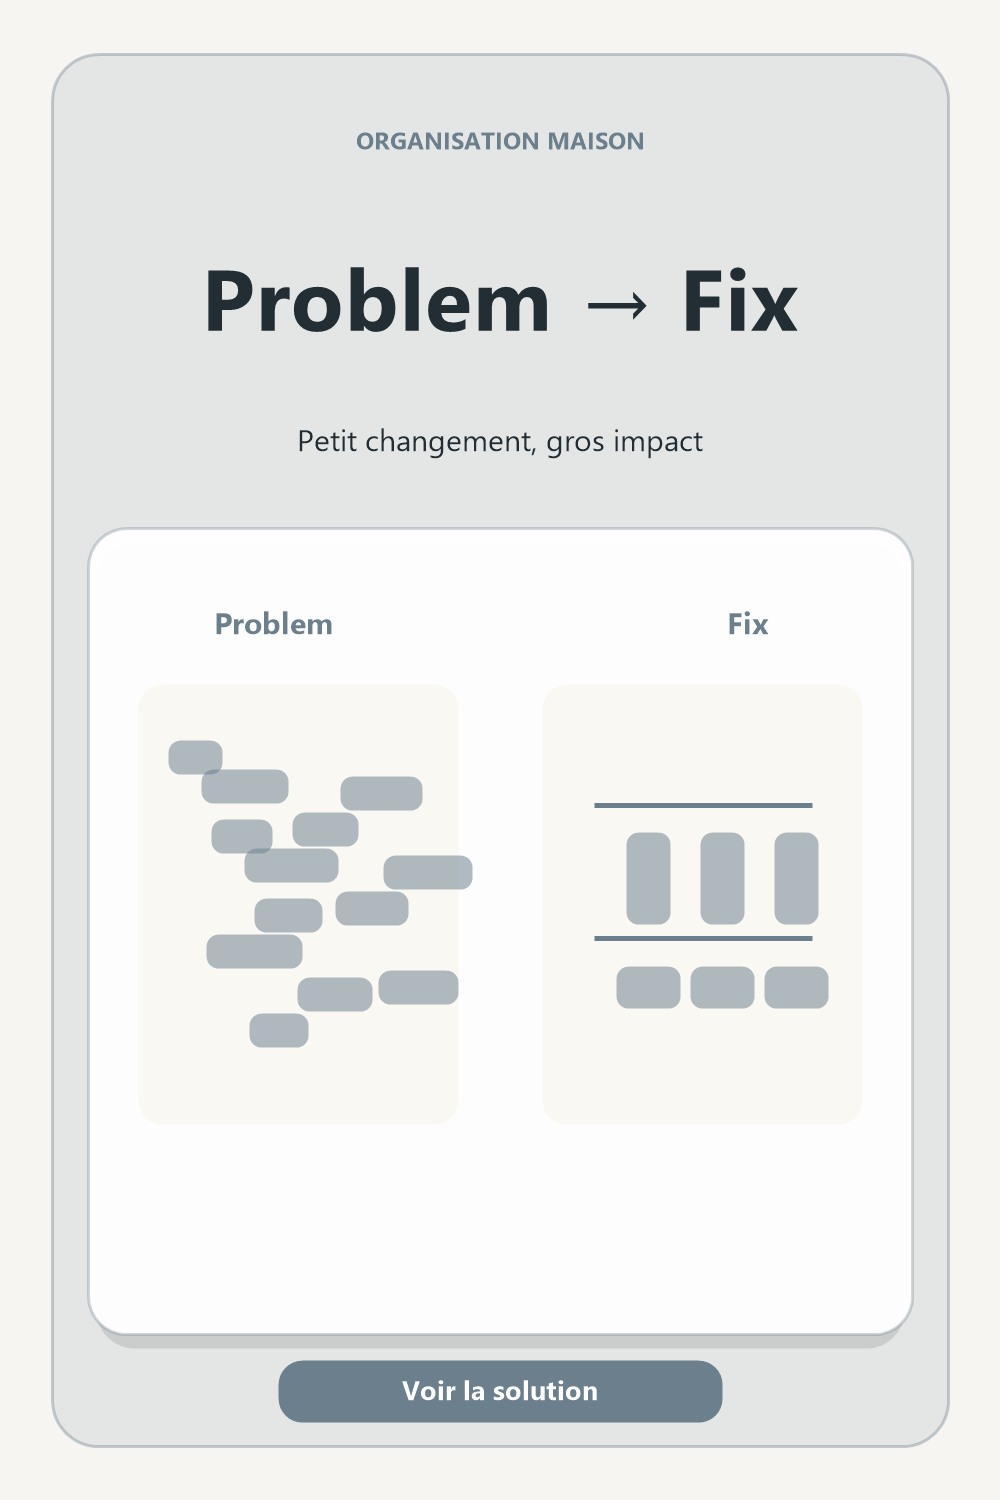 ORGANISATION MAISON
Problem → Fix
Petit changement, gros impact
Problem
Fix
Voir la solution